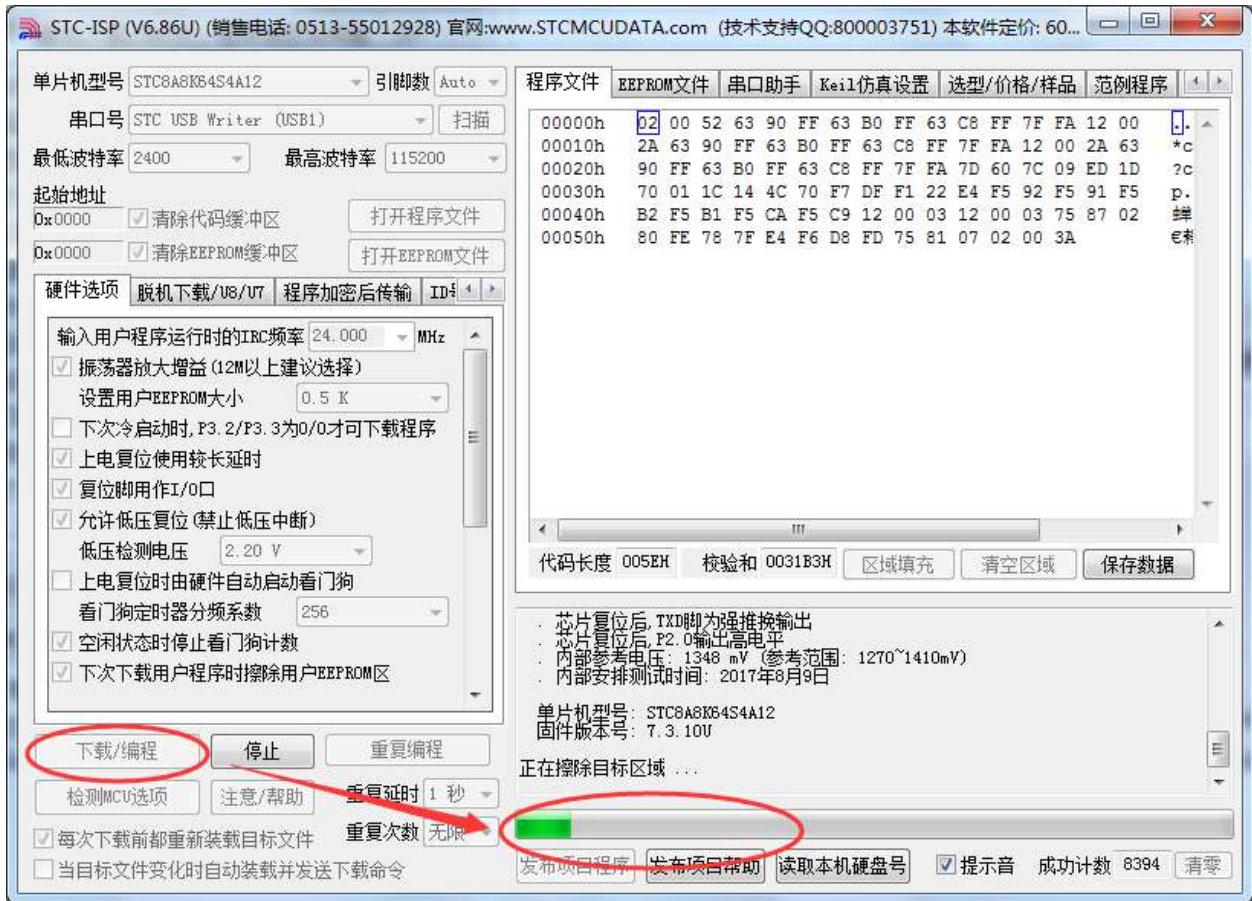 STC-ISP (V6.86U) (销售电话: 0513-55012928) 官网:www.STCMCUDATA.com (技术支持QQ:800003751) 本软件定价: 60...
单片机型号 STC8A8K64S4A12 引脚数 Auto
串口号 STC USB Writer (USB1) 扫描
最低波特率 2400 最高波特率 115200
起始地址
0x0000 清除代码缓冲区 打开程序文件
0x0000 清除EEPROM缓冲区 打开EEPROM文件
硬件选项 脱机下载/U8/U7 程序加密后传输
输入用户程序运行时的IRC频率 24.000 MHz
振荡器放大增益(12M以上建议选择)
设置用户EEPROM大小 0.5 K
下次冷启动时,P3.2/P3.3为0/0才可下载程序
上电复位使用较长延时
复位脚用作I/O口
允许低压复位(禁止低压中断)
低压检测电压 2.20 V
上电复位时由硬件自动启动看门狗
看门狗定时器分频系数 256
空闲状态时停止看门狗计数
下次下载用户程序时擦除用户EEPROM区
下载/编程 停止 重复编程
检测MCU选项 注意/帮助 重复延时 1 秒
每次下载前都重新装载目标文件 重复次数 无限
当目标文件变化时自动装载并发送下载命令
程序文件 EEPROM文件 串口助手 Keil仿真设置 选型/价格/样品 范例程序
00000h 02 00 52 63 90 FF 63 B0 FF 63 C8 FF 7F FA 12 00 ..
00010h 2A 63 90 FF 63 B0 FF 63 C8 FF 7F FA 12 00 2A 63 *c
00020h 90 FF 63 B0 FF 63 C8 FF 7F FA 7D 60 7C 09 ED 1D ?c
00030h 70 01 1C 14 4C 70 F7 DF F1 22 E4 F5 92 F5 91 F5 p.
00040h B2 F5 B1 F5 CA F5 C9 12 00 03 12 00 03 75 87 02
00050h 80 FE 78 7F E4 F6 D8 FD 75 81 07 02 00 3A
代码长度 005EH 校验和 0031B3H 区域填充 清空区域 保存数据
. 芯片复位后,TXD脚为强推挽输出
. 芯片复位后,P2.0输出高电平
. 内部参考电压: 1348 mV (参考范围: 1270~1410mV)
. 内部安排测试时间: 2017年8月9日
单片机型号: STC8A8K64S4A12
固件版本号: 7.3.10U
正在擦除目标区域 ...
发布项目程序 发布项目帮助 读取本机硬盘号 提示音 成功计数 8394 清零